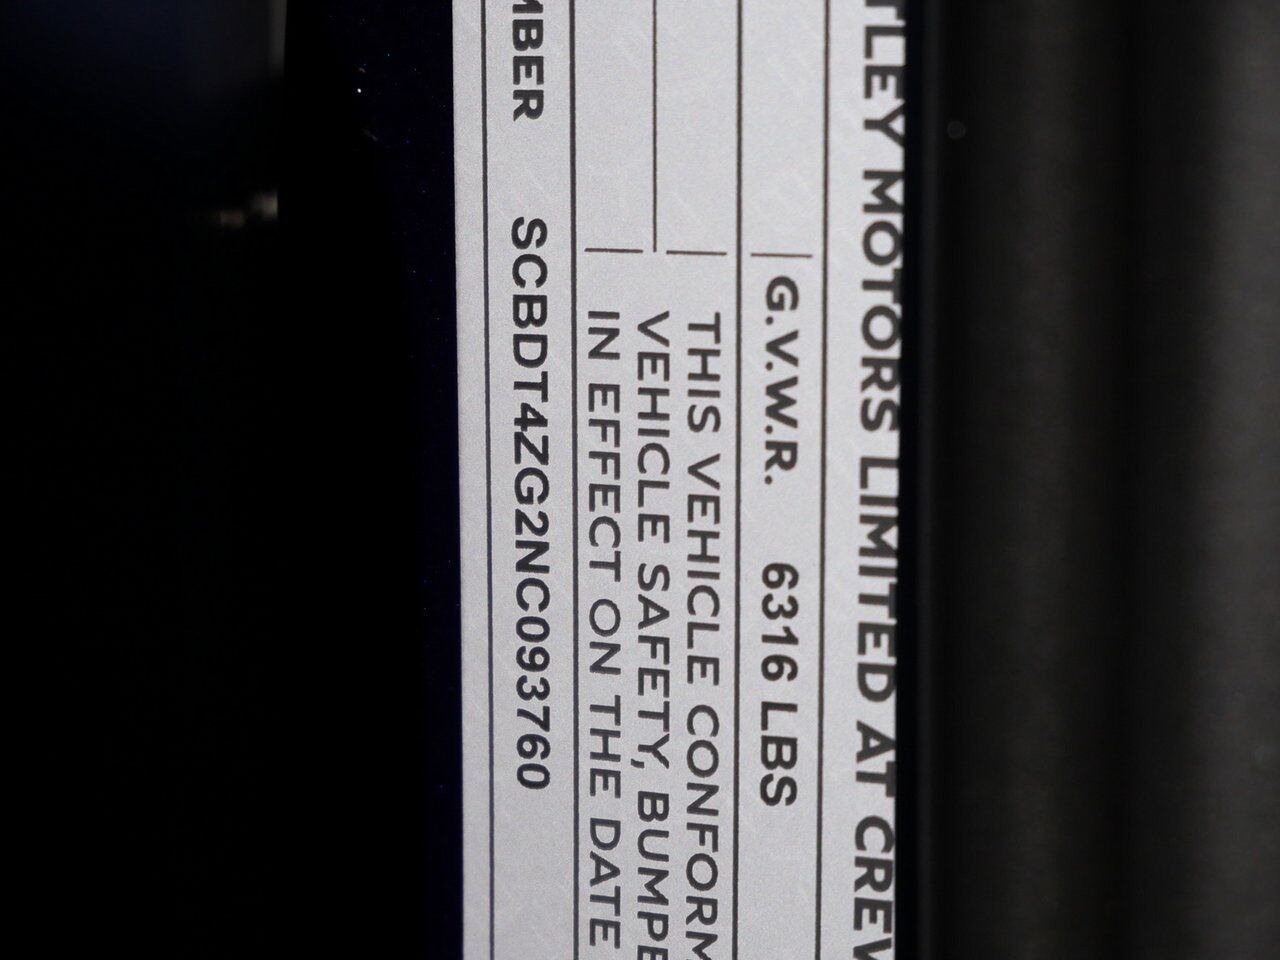 TLEY MOTORS LIMITED AT CREW
G.V.W.R. 6316 LBS
THIS VEHICLE CONFORM
VEHICLE SAFETY, BUMPE
IN EFFECT ON THE DATE
MBER SCBDT4ZG2NC093760